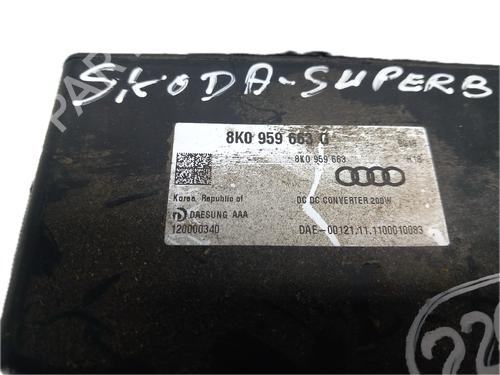 SKODA-SUPERB
8K0 959 663
8K0 959 663 H18
Korea, Republic of DC DC CONVERTER 200W
DAESUNG AAA
120000340 DAE-00121.11.1100010083